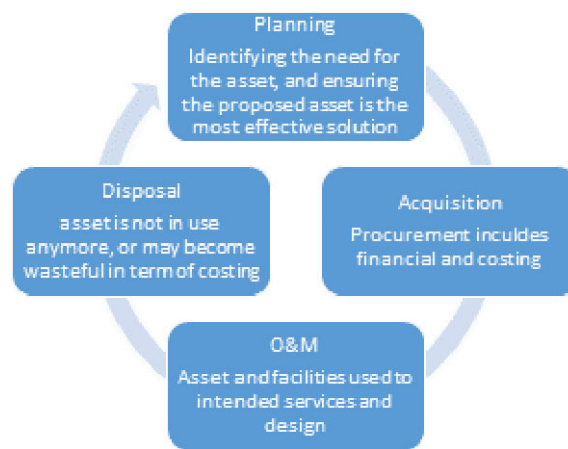 Planning
Identifying the need for
the asset, and ensuring
the proposed asset is the
most effective solution
Disposal
asset is not in use
anymore, or may become
wasteful in term of costing
Acquisition
Procurement inculdes
financial and costing
O&M
Asset and facilities used to
intended services and
design